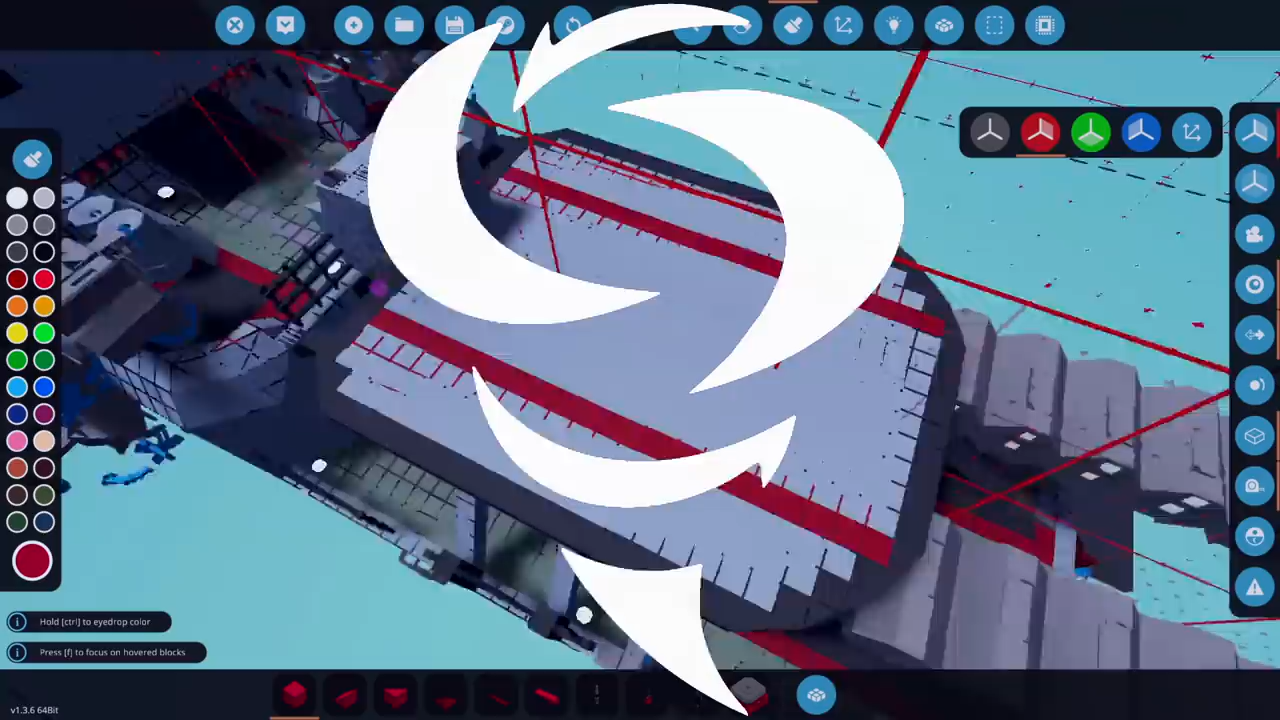 Hold [ctrl] to eyedrop color
Press [f] to focus on hovered blocks
v1.3.6 64Bit